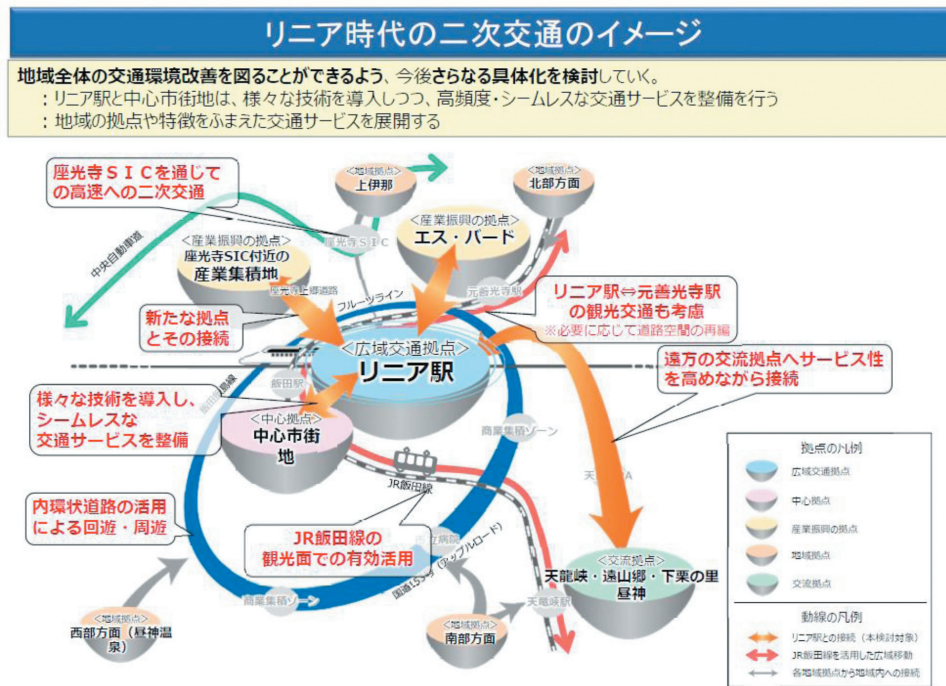 リニア時代の二次交通のイメージ
地域全体の交通環境改善を図ることができるよう、今後さらなる具体化を検討していく。
：リニア駅と中心市街地は、様々な技術を導入しつつ、高頻度・シームレスな交通サービスを整備を行う
：地域の拠点や特徴をふまえた交通サービスを展開する
座光寺ＳＩＣを通じて
の高速への二次交通
<地域拠点>
上伊那
<地域拠点>
北部方面
中央自動車道
<産業振興の拠点>
座光寺SIC付近の
産業集積地
座光寺ＳＩＣ
<産業振興の拠点>
エス・バード
座光寺上郷道路
フルーツライン
元善光寺駅
新たな拠点
とその接続
リニア駅⇔元善光寺駅
の観光交通も考慮
※必要に応じて道路空間の再編
<広域交通拠点>
リニア駅
遠方の交流拠点へサービス性
を高めながら接続
飯田駅
様々な技術を導入し、
シームレスな
交通サービスを整備
<中心拠点>
中心市街
地
商業集積ゾーン
JR飯田線
内環状道路の活用
による回遊・周遊
JR飯田線の
観光面での有効活用
立病院
(アップルロード)
商業集積ゾーン
<交流拠点>
天龍峡・遠山郷・下栗の里
昼神
天竜峡駅
<地域拠点>
西部方面（昼神温
泉）
<地域拠点>
南部方面
拠点の凡例
広域交通拠点
中心拠点
産業振興の拠点
地域拠点
交流拠点
動線の凡例
リニア駅との接続（本検討対象）
JR飯田線を活用した広域移動
各地域拠点から地域内への接続